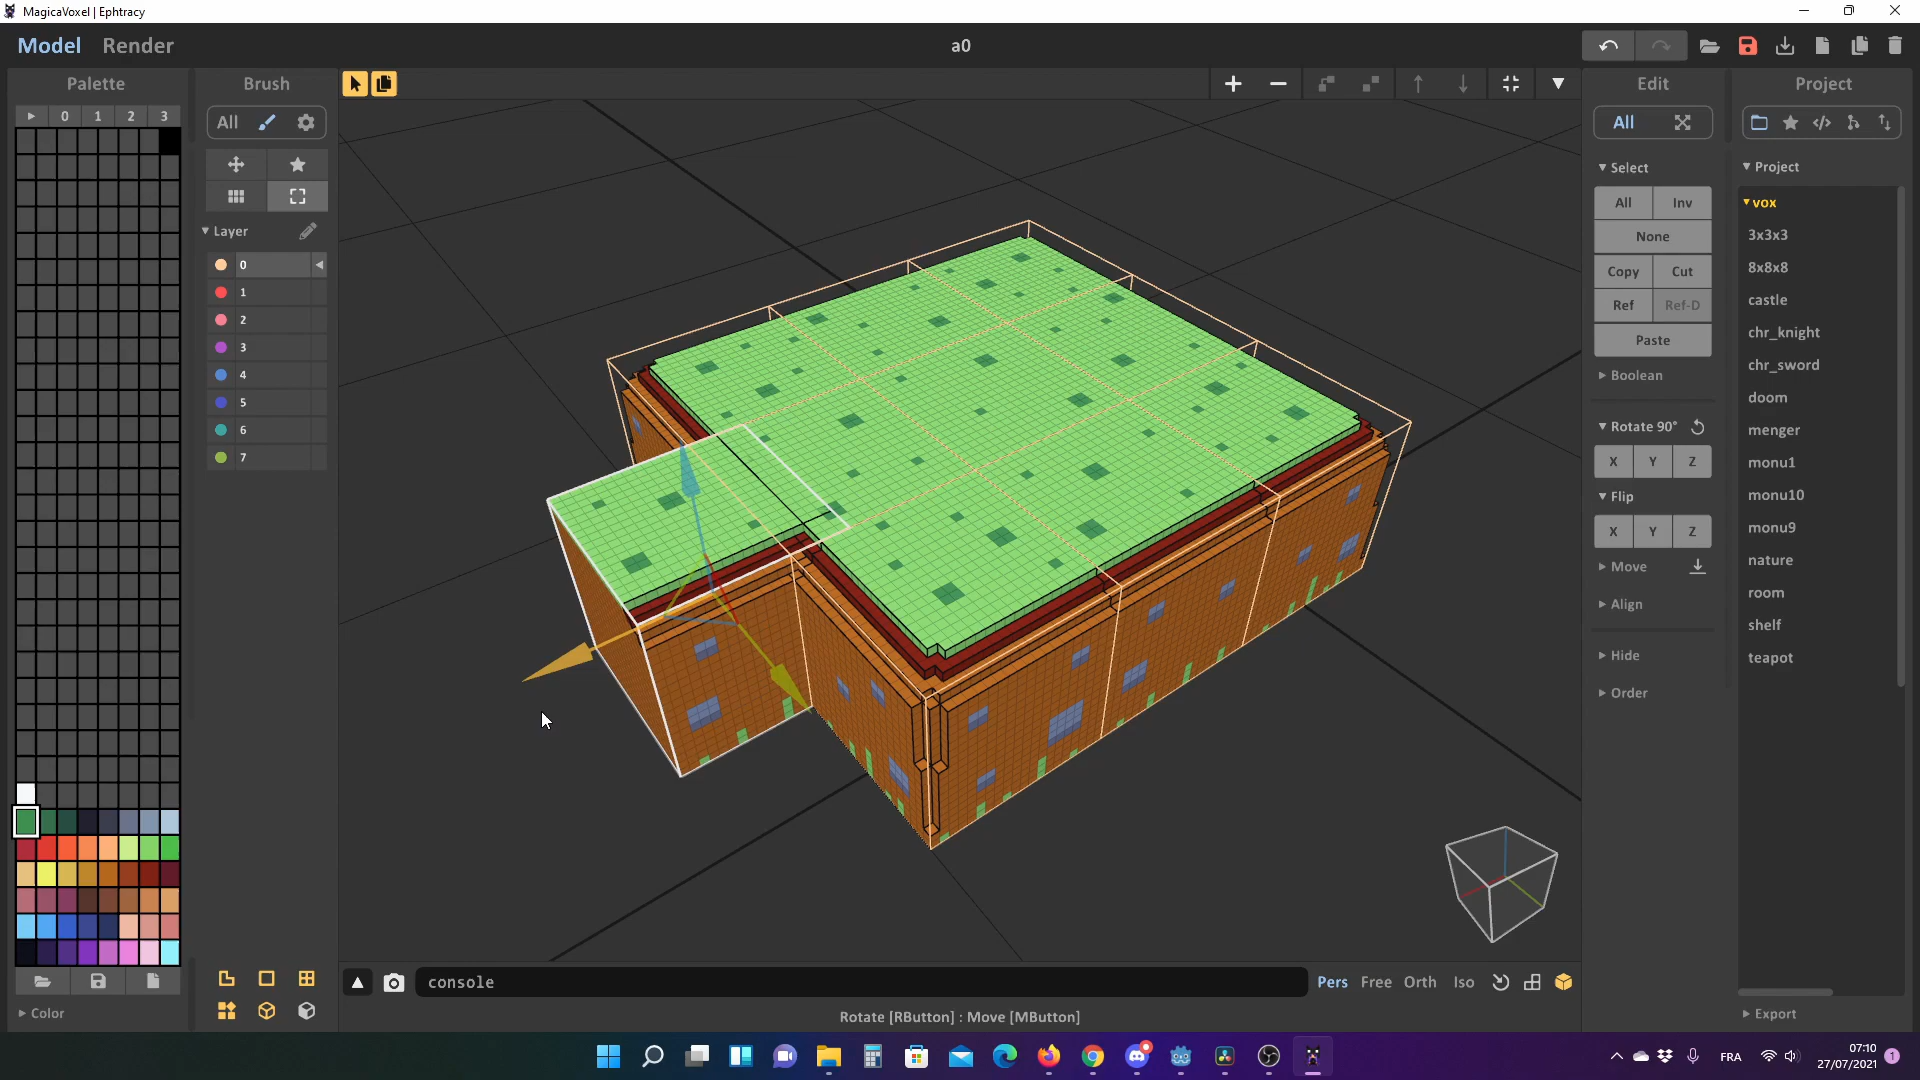 MagicaVoxel | Ephtracy
Model Render
a0
Palette
Brush
Edit
Project
0 1 2 3
All
All
Layer
0
1
2
3
4
5
6
7
Select
All Inv
None
Copy Cut
Ref Ref-D
Paste
Boolean
Rotate 90°
X Y Z
Flip
X Y Z
Move
Align
Hide
Order
Project
vox
3x3x3
8x8x8
castle
chr_knight
chr_sword
doom
menger
monu1
monu10
monu9
nature
room
shelf
teapot
Export
Color
console
Pers Free Orth Iso
Rotate [RButton] : Move [MButton]
FRA
07:10
27/07/2021
1